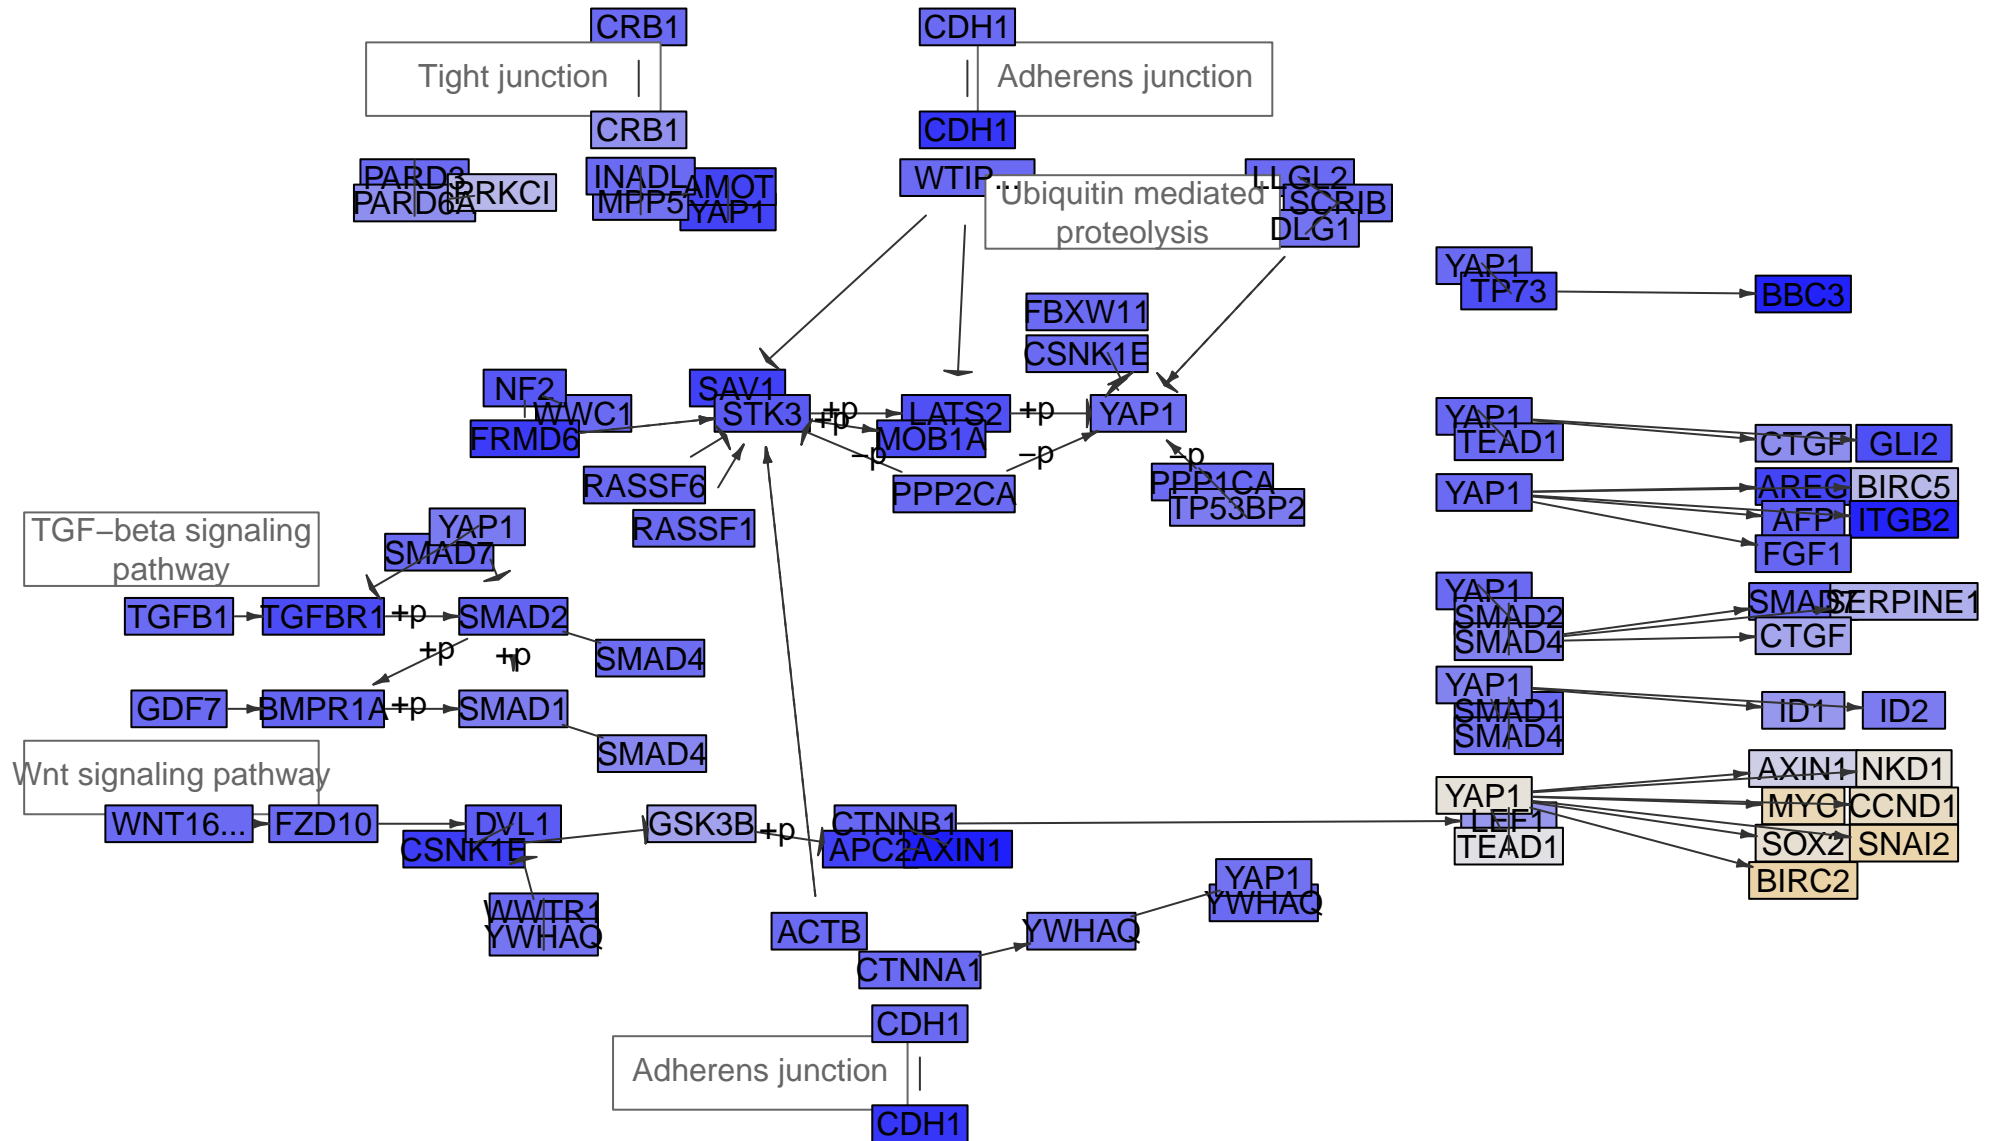 CRB1
CDH1
Tight junction
Adherens junction
CRB1
CDH1
PARD3
PRKCI
PARD6A
INADL
AMOT
MPP5
YAP1
WTIP...
LLGL2
Ubiquitin mediated
proteolysis
SCRIB
DLG1
YAP1
TP73
BBC3
FBXW11
CSNK1E
NF2
WWC1
FRMD6
SAV1
STK3
+p
+p
LATS2
MOB1A
+p
YAP1
−p
−p
−p
YAP1
TEAD1
CTGF
GLI2
RASSF6
RASSF1
PPP2CA
PPP1CA
TP53BP2
YAP1
AREG
BIRC5
AFP
ITGB2
FGF1
TGF−beta signaling
pathway
YAP1
SMAD7
TGFB1
TGFBR1
+p
SMAD2
+p
+p
SMAD4
YAP1
SMAD2
SMAD4
SMAD7
SERPINE1
CTGF
GDF7
BMPR1A
+p
SMAD1
SMAD4
YAP1
SMAD1
SMAD4
ID1
ID2
Wnt signaling pathway
WNT16...
FZD10
DVL1
CSNK1E
GSK3B
+p
CTNNB1
APC2
AXIN1
YAP1
LEF1
TEAD1
AXIN1
NKD1
MYC
CCND1
SOX2
SNAI2
BIRC2
WWTR1
YWHAQ
ACTB
CTNNA1
YWHAQ
YAP1
YWHAQ
CDH1
Adherens junction
CDH1